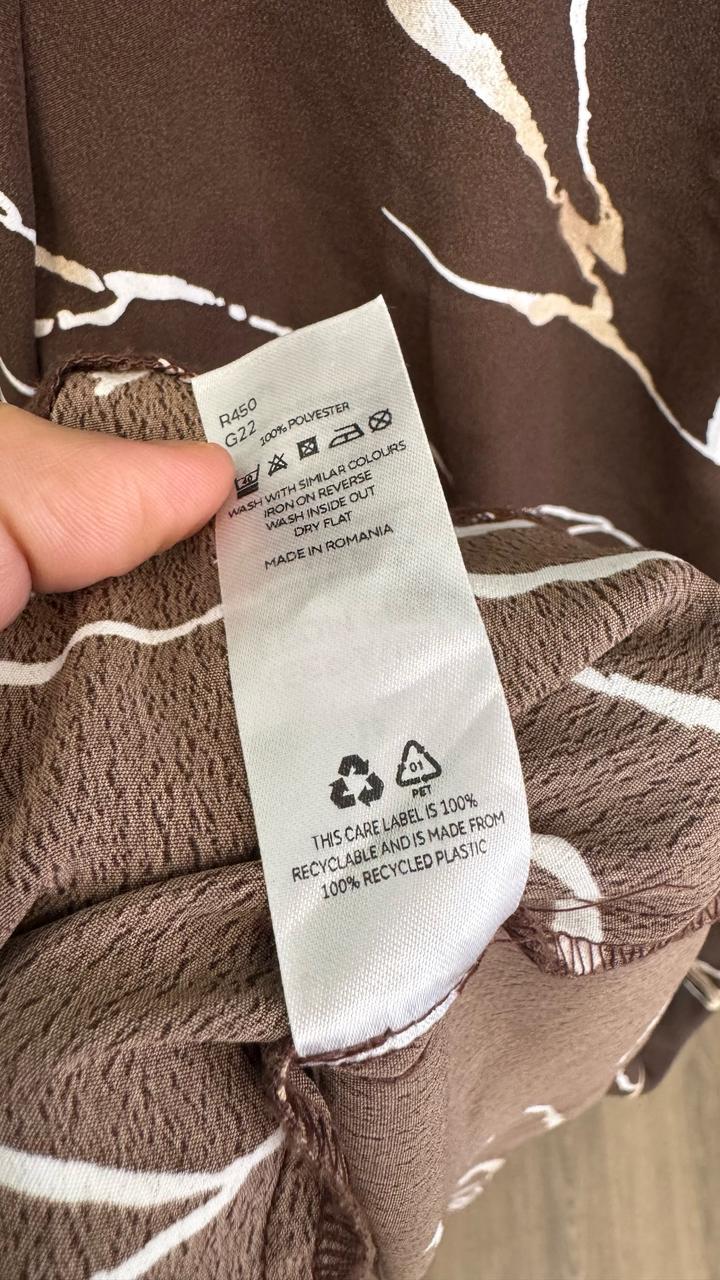 R450
G22
100% POLYESTER
40
WASH WITH SIMILAR COLOURS
IRON ON REVERSE
WASH INSIDE OUT
DRY FLAT
MADE IN ROMANIA
01
PET
THIS CARE LABEL IS 100%
RECYCLABLE AND IS MADE FROM
100% RECYCLED PLASTIC